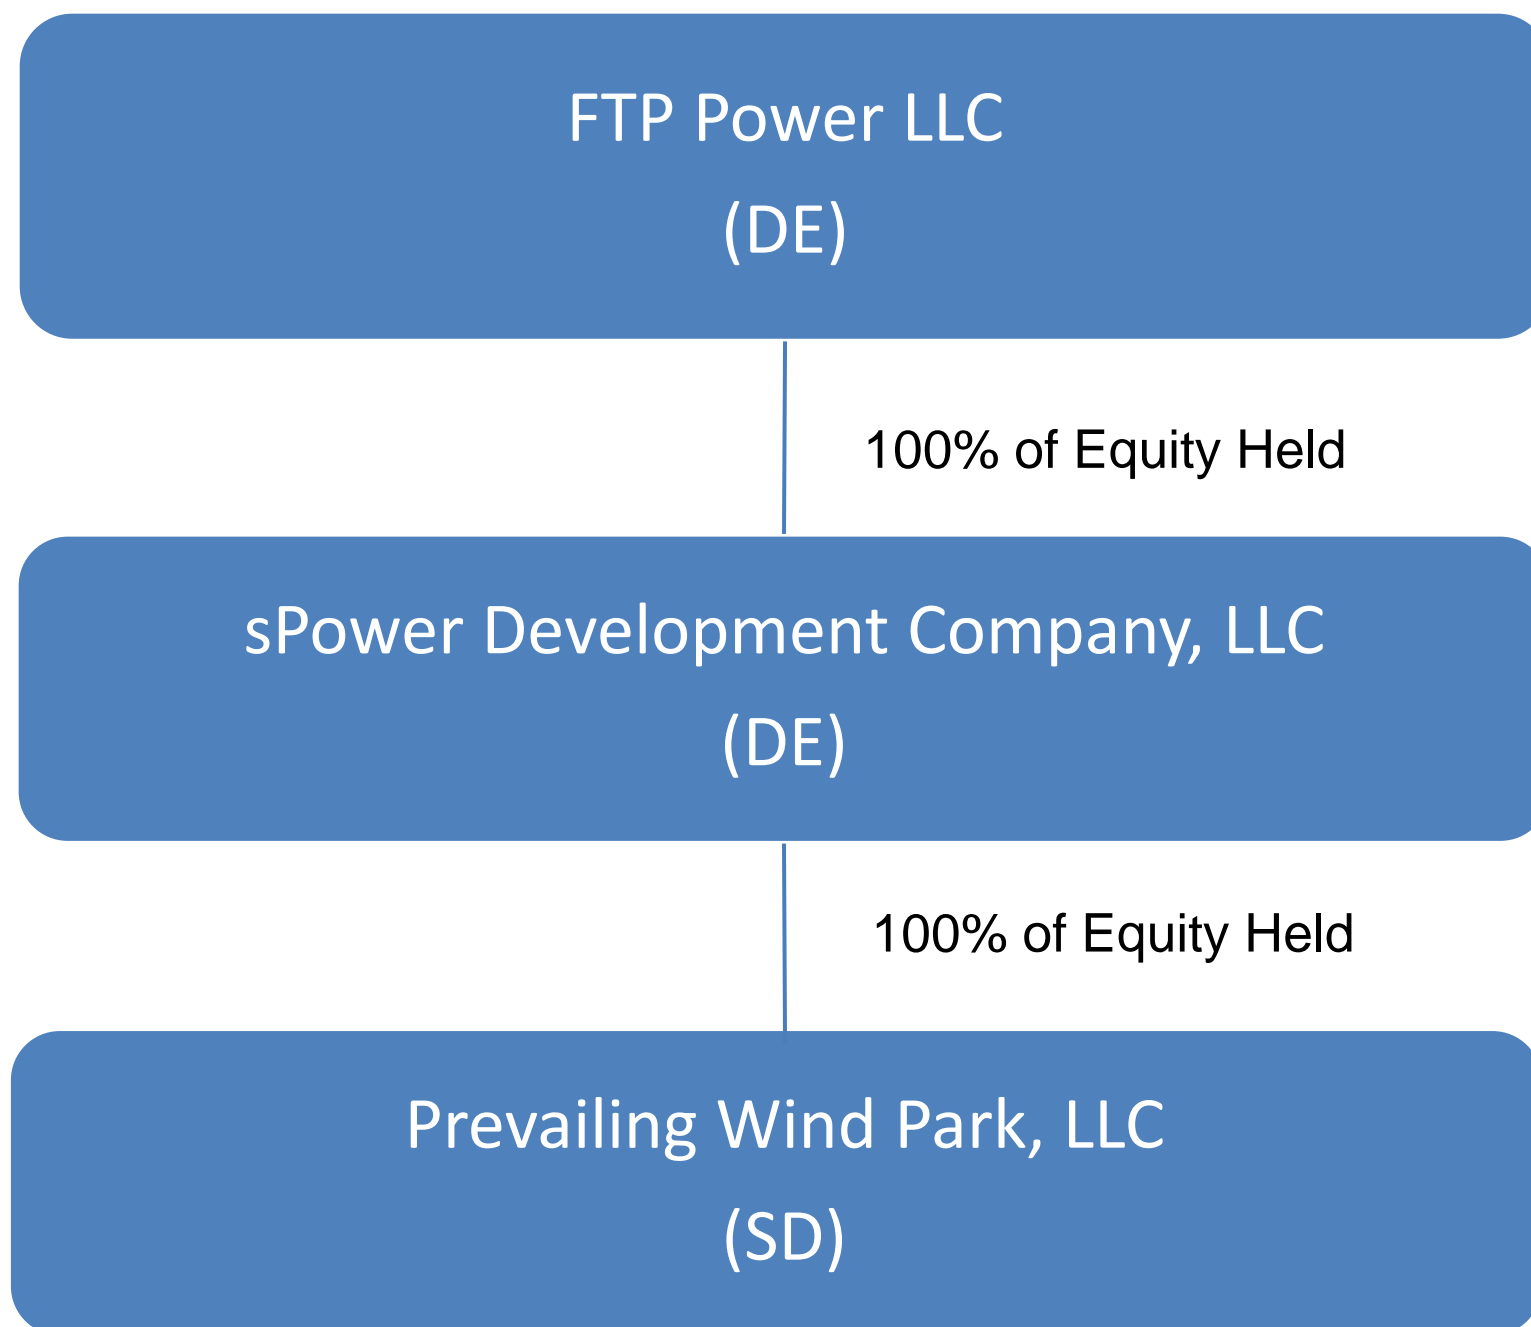 FTP Power LLC
(DE)
100% of Equity Held
sPower Development Company, LLC
(DE)
100% of Equity Held
Prevailing Wind Park, LLC
(SD)